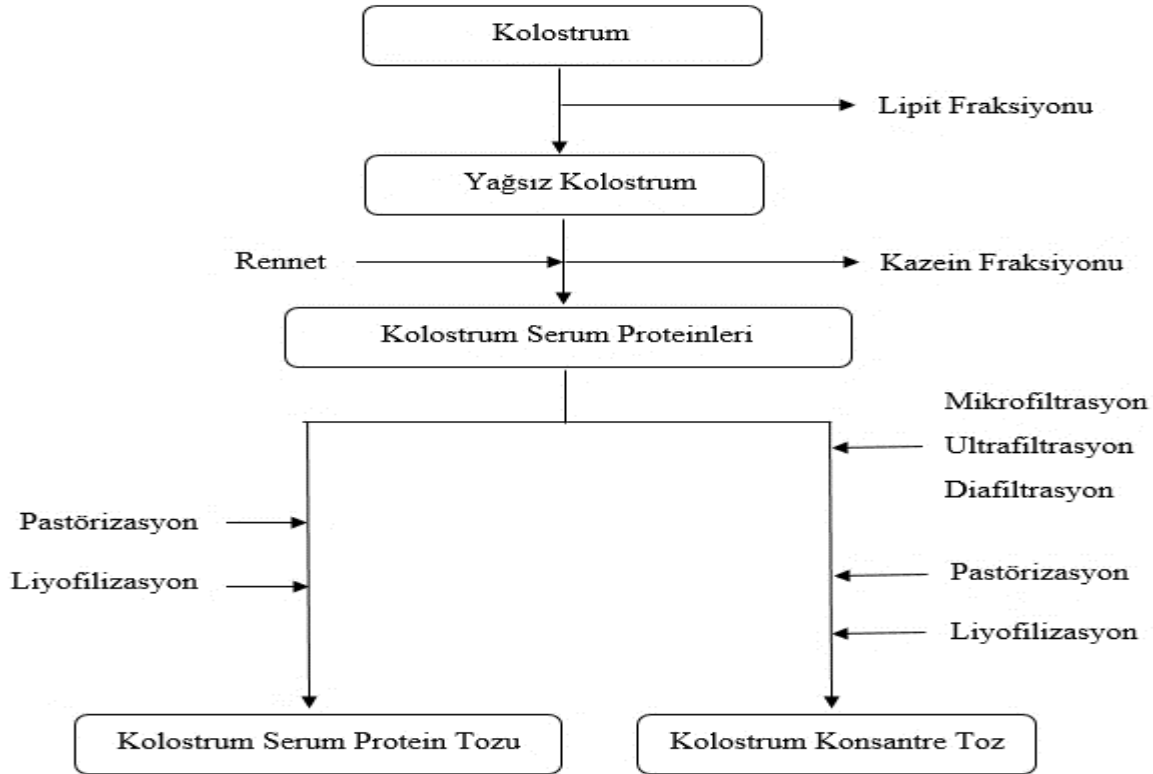 Kolostrum
Lipit Fraksiyonu
Yağsız Kolostrum
Rennet
Kazein Fraksiyonu
Kolostrum Serum Proteinleri
Mikrofiltrasyon
Ultrafiltrasyon
Diafiltrasyon
Pastörizasyon
Liyofilizasyon
Pastörizasyon
Liyofilizasyon
Kolostrum Serum Protein Tozu
Kolostrum Konsantre Toz